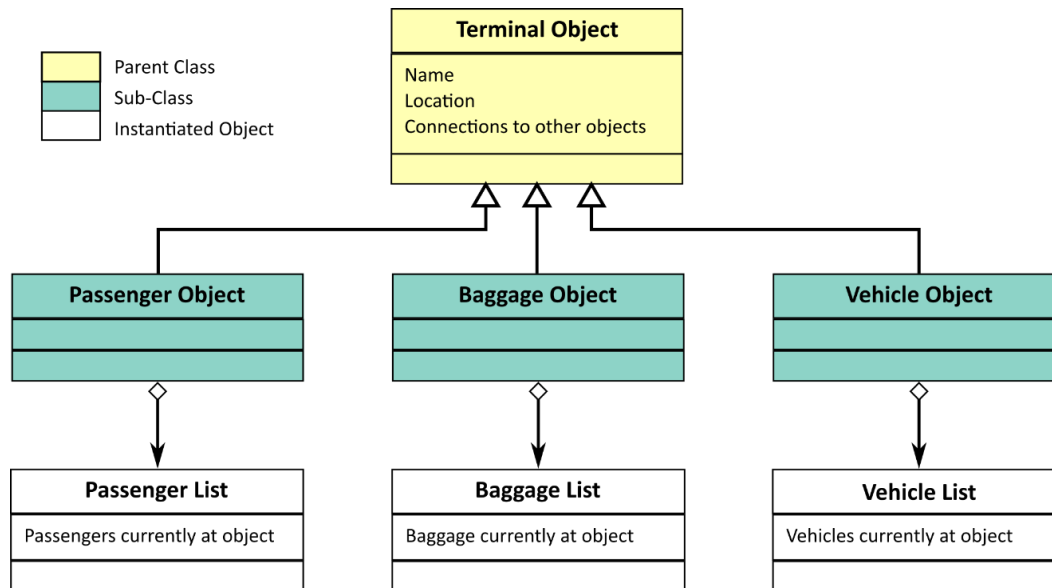 Terminal Object
Name
Location
Connections to other objects
Parent Class
Sub-Class
Instantiated Object
Passenger Object
Baggage Object
Vehicle Object
Passenger List
Passengers currently at object
Baggage List
Baggage currently at object
Vehicle List
Vehicles currently at object